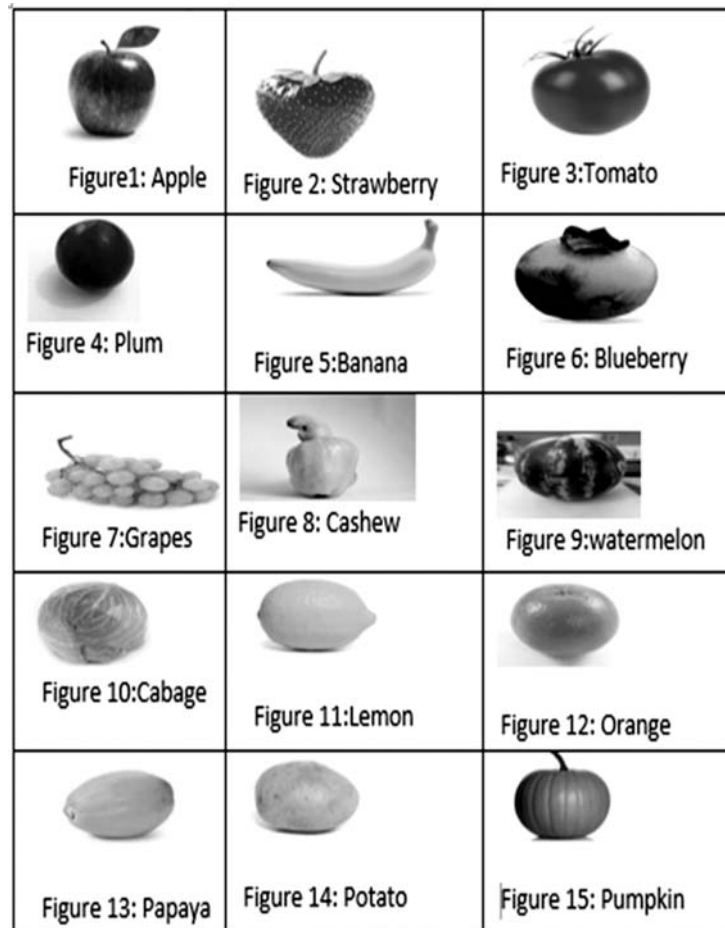 Figure1: Apple
Figure 2: Strawberry
Figure 3:Tomato
Figure 4: Plum
Figure 5:Banana
Figure 6: Blueberry
Figure 7:Grapes
Figure 8: Cashew
Figure 9:watermelon
Figure 10:Cabage
Figure 11:Lemon
Figure 12: Orange
Figure 13: Papaya
Figure 14: Potato
Figure 15: Pumpkin